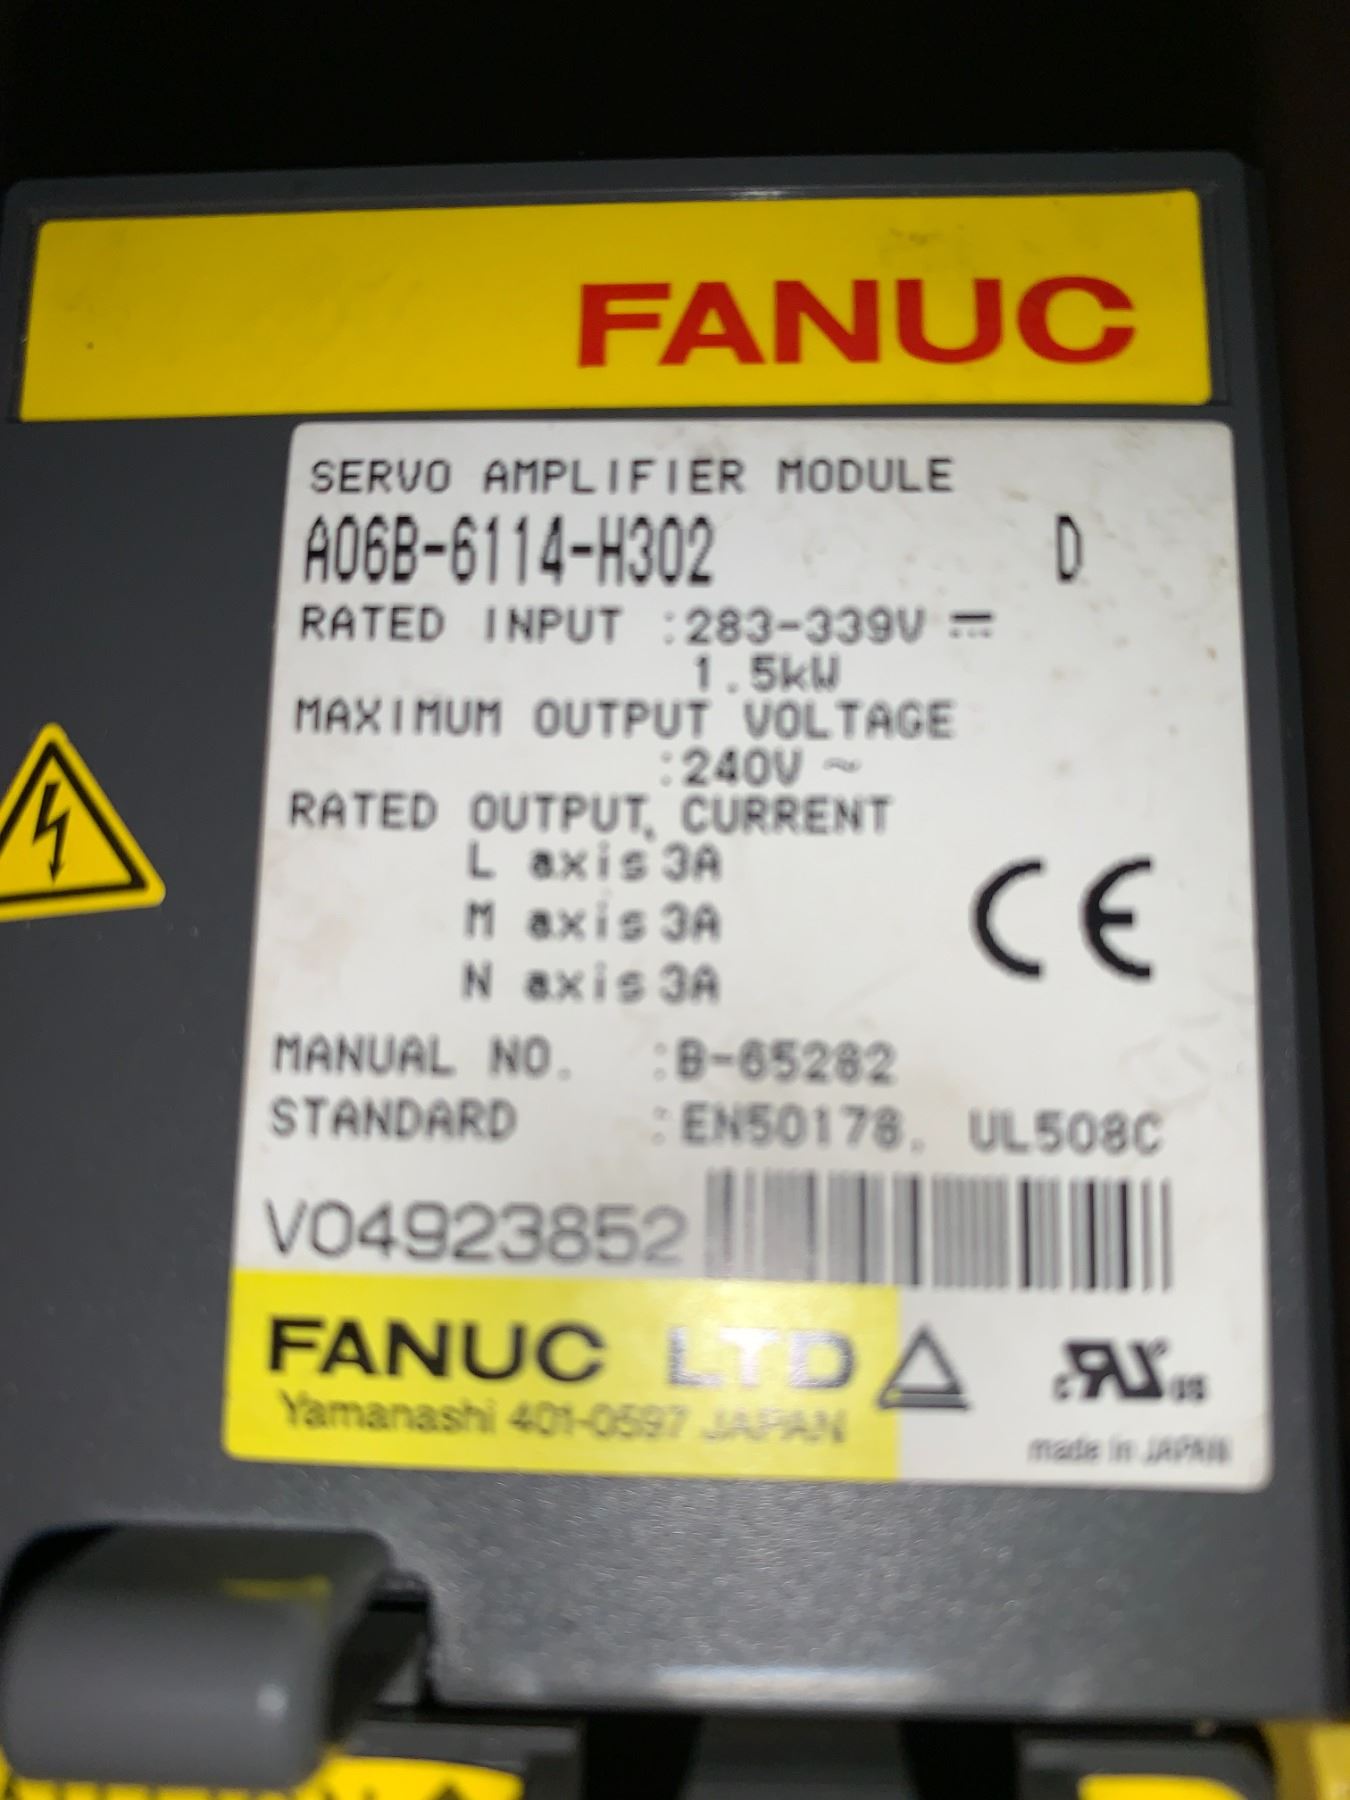 FANUC
SERVO AMPLIFIER MODULE
A06B-6114-H302 D
RATED INPUT :283-339V ⎓
1.5kW
MAXIMUM OUTPUT VOLTAGE
:240V ~
RATED OUTPUT CURRENT
L axis 3A
M axis 3A
N axis 3A
CE
MANUAL NO. :B-65282
STANDARD :EN50178, UL508C
V04923852
FANUC LTD
Yamanashi 401-0597 JAPAN
c RU us
made in JAPAN